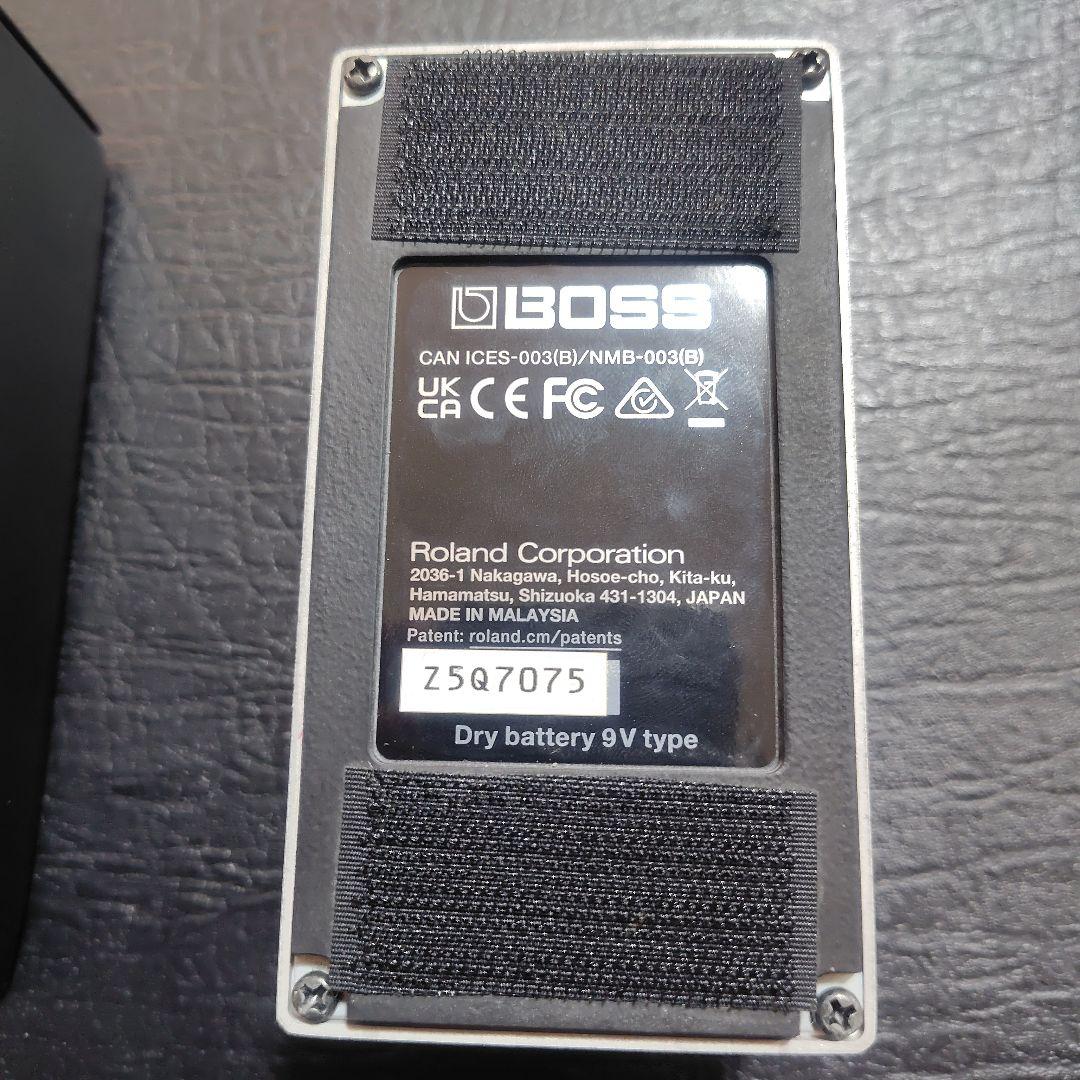 BOSS
CAN ICES-003(B)/NMB-003(B)
UK CA CE FC
Roland Corporation
2036-1 Nakagawa, Hosoe-cho, Kita-ku,
Hamamatsu, Shizuoka 431-1304, JAPAN
MADE IN MALAYSIA
Patent: roland.cm/patents
Z5Q7075
Dry battery 9V type